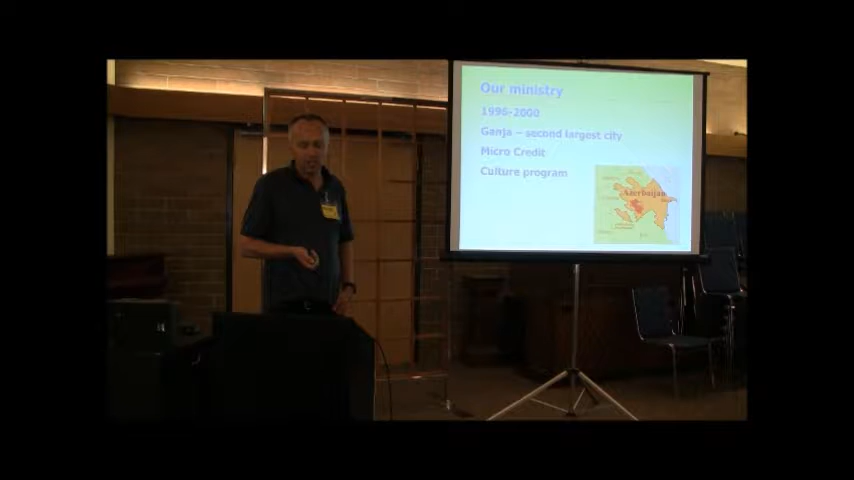 Our ministry
1996-2000
Ganja – second largest city
Micro Credit
Culture program
Azerbaijan